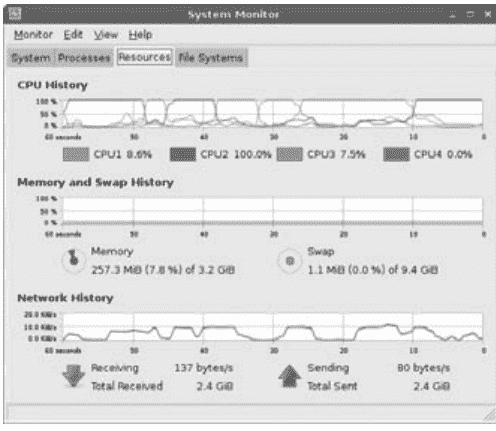 System Monitor
Monitor Edit View Help
System Processes Resources File Systems
CPU History
100 %
50 %
0 %
60 seconds 50 40 30 20 10 0
CPU1 8.6% CPU2 100.0% CPU3 7.5% CPU4 0.0%
Memory and Swap History
100 %
50 %
0 %
60 seconds 50 40 30 20 10 0
Memory Swap
257.3 MiB (7.8 %) of 3.2 GiB 1.1 MiB (0.0 %) of 9.4 GiB
Network History
20.0 KiB/s
10.0 KiB/s
0.0 KiB/s
60 seconds 50 40 30 20 10 0
Receiving 137 bytes/s Sending 80 bytes/s
Total Received 2.4 GiB Total Sent 2.4 GiB